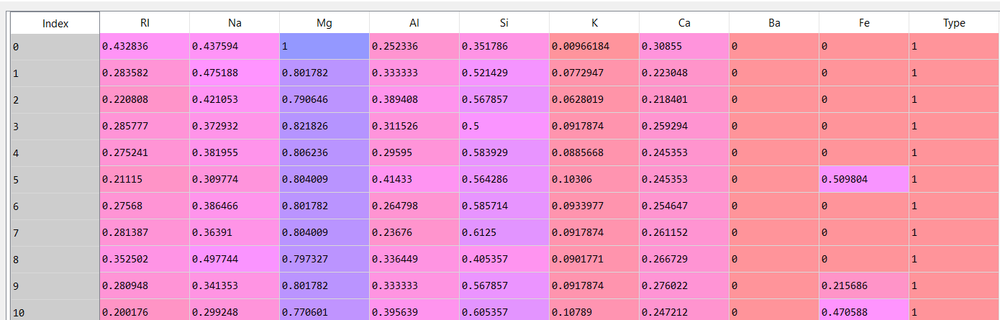 Index RI Na Mg Al Si K Ca Ba Fe Type
0 0.432836 0.437594 1 0.252336 0.351786 0.00966184 0.30855 0 0 1
1 0.283582 0.475188 0.801782 0.333333 0.521429 0.0772947 0.223048 0 0 1
2 0.220808 0.421053 0.790646 0.389408 0.567857 0.0628019 0.218401 0 0 1
3 0.285777 0.372932 0.821826 0.311526 0.5 0.0917874 0.259294 0 0 1
4 0.275241 0.381955 0.806236 0.29595 0.583929 0.0885668 0.245353 0 0 1
5 0.21115 0.309774 0.804009 0.41433 0.564286 0.10306 0.245353 0 0.509804 1
6 0.27568 0.386466 0.801782 0.264798 0.585714 0.0933977 0.254647 0 0 1
7 0.281387 0.36391 0.804009 0.23676 0.6125 0.0917874 0.261152 0 0 1
8 0.352502 0.497744 0.797327 0.336449 0.405357 0.0901771 0.266729 0 0 1
9 0.280948 0.341353 0.801782 0.333333 0.567857 0.0917874 0.276022 0 0.215686 1
10 0.200176 0.299248 0.770601 0.395639 0.605357 0.10789 0.247212 0 0.470588 1